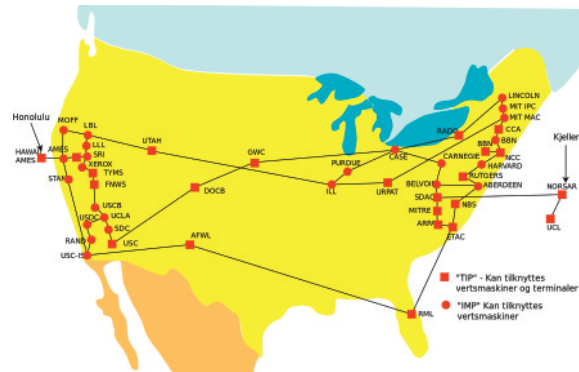 Honolulu
MOFF
LBL
LLL
AMES
HAWAII
AMES
SRI
XEROX
TYMS
STAN
FNWS
USCB
UCLA
USDC
SDC
RAND
USC
USC-IS
UTAH
GWC
DOCB
AFWL
PURDUE
ILL
URPAT
CASE
RADC
LINCOLN
MIT IPC
MIT MAC
CCA
BBN
BBN
NCC
HARVARD
CARNEGIE
RUTGERS
ABERDEEN
BELVOI
SDAC
NBS
MITRE
ARPA
ETAC
RML
Kjeller
NORSAR
UCL
"TIP" - Kan tilknyttes
vertsmaskiner og terminaler
"IMP" Kan tilknyttes
vertsmaskiner